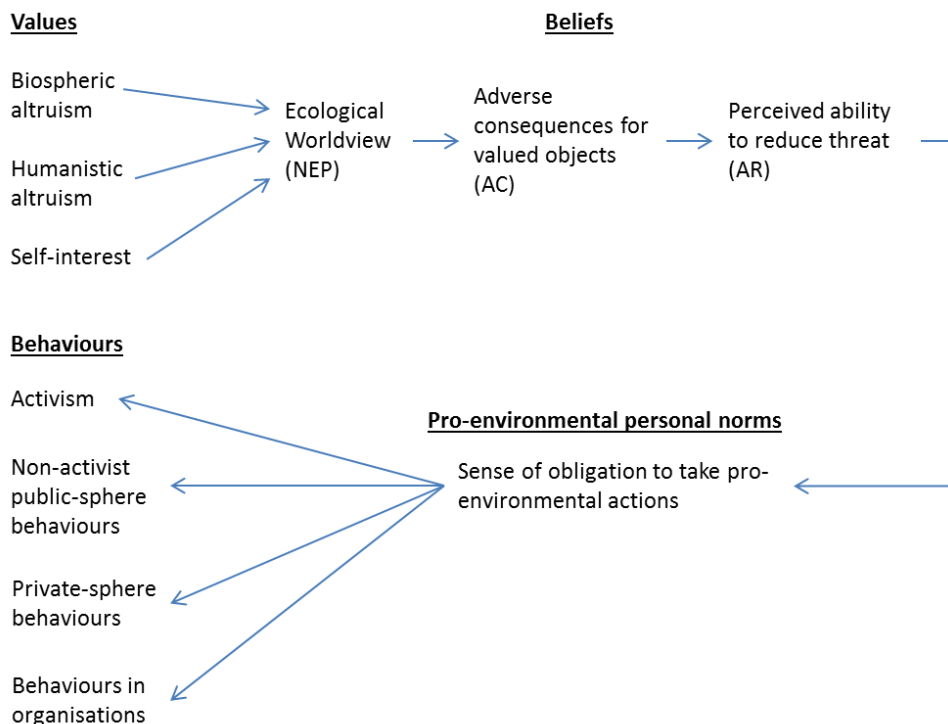 Values
Beliefs
Biospheric
altruism
Humanistic
altruism
Self-interest
Ecological
Worldview
(NEP)
Adverse
consequences for
valued objects
(AC)
Perceived ability
to reduce threat
(AR)
Behaviours
Activism
Non-activist
public-sphere
behaviours
Private-sphere
behaviours
Behaviours in
organisations
Pro-environmental personal norms
Sense of obligation to take pro-
environmental actions